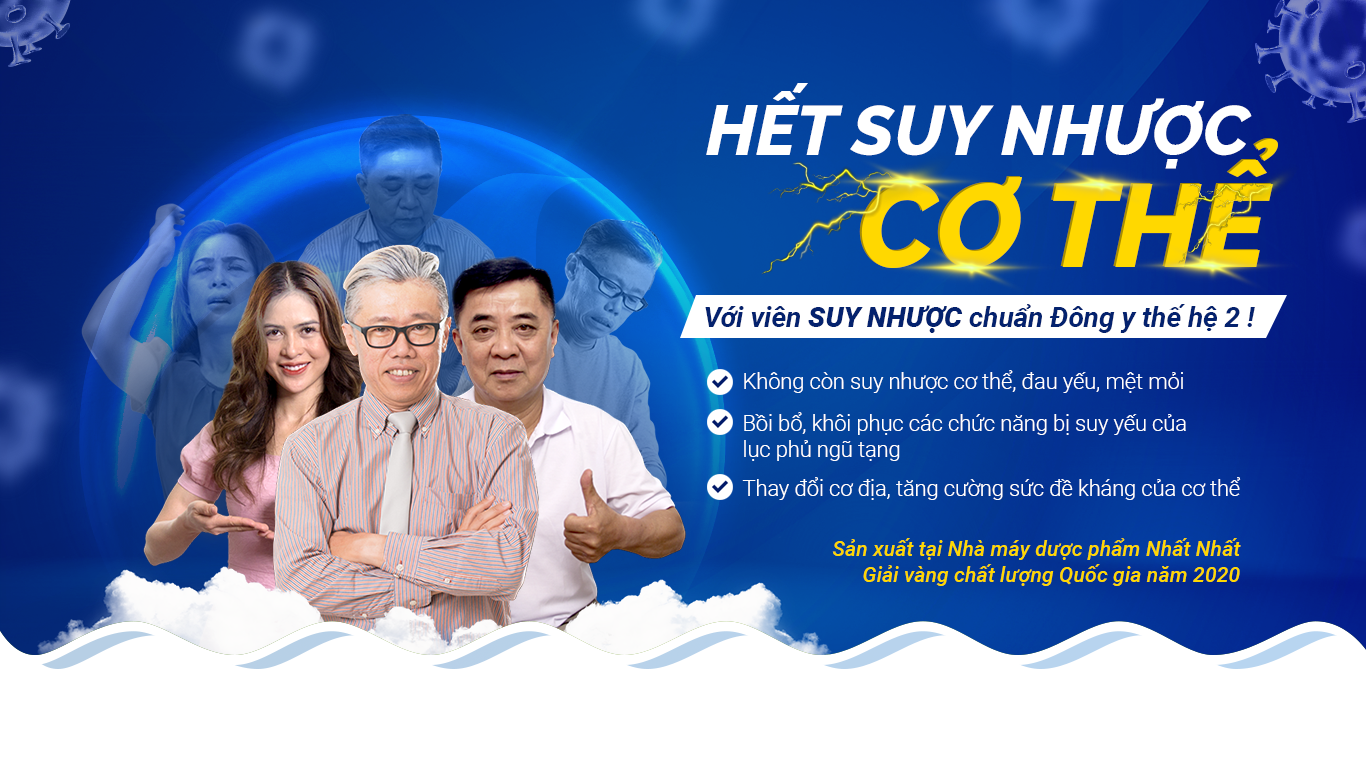 HẾT SUY NHƯỢC
CƠ THỂ
Với viên SUY NHƯỢC chuẩn Đông y thế hệ 2 !
Không còn suy nhược cơ thể, đau yếu, mệt mỏi
Bồi bổ, khôi phục các chức năng bị suy yếu của
lục phủ ngũ tạng
Thay đổi cơ địa, tăng cường sức đề kháng của cơ thể
Sản xuất tại Nhà máy dược phẩm Nhất Nhất
Giải vàng chất lượng Quốc gia năm 2020